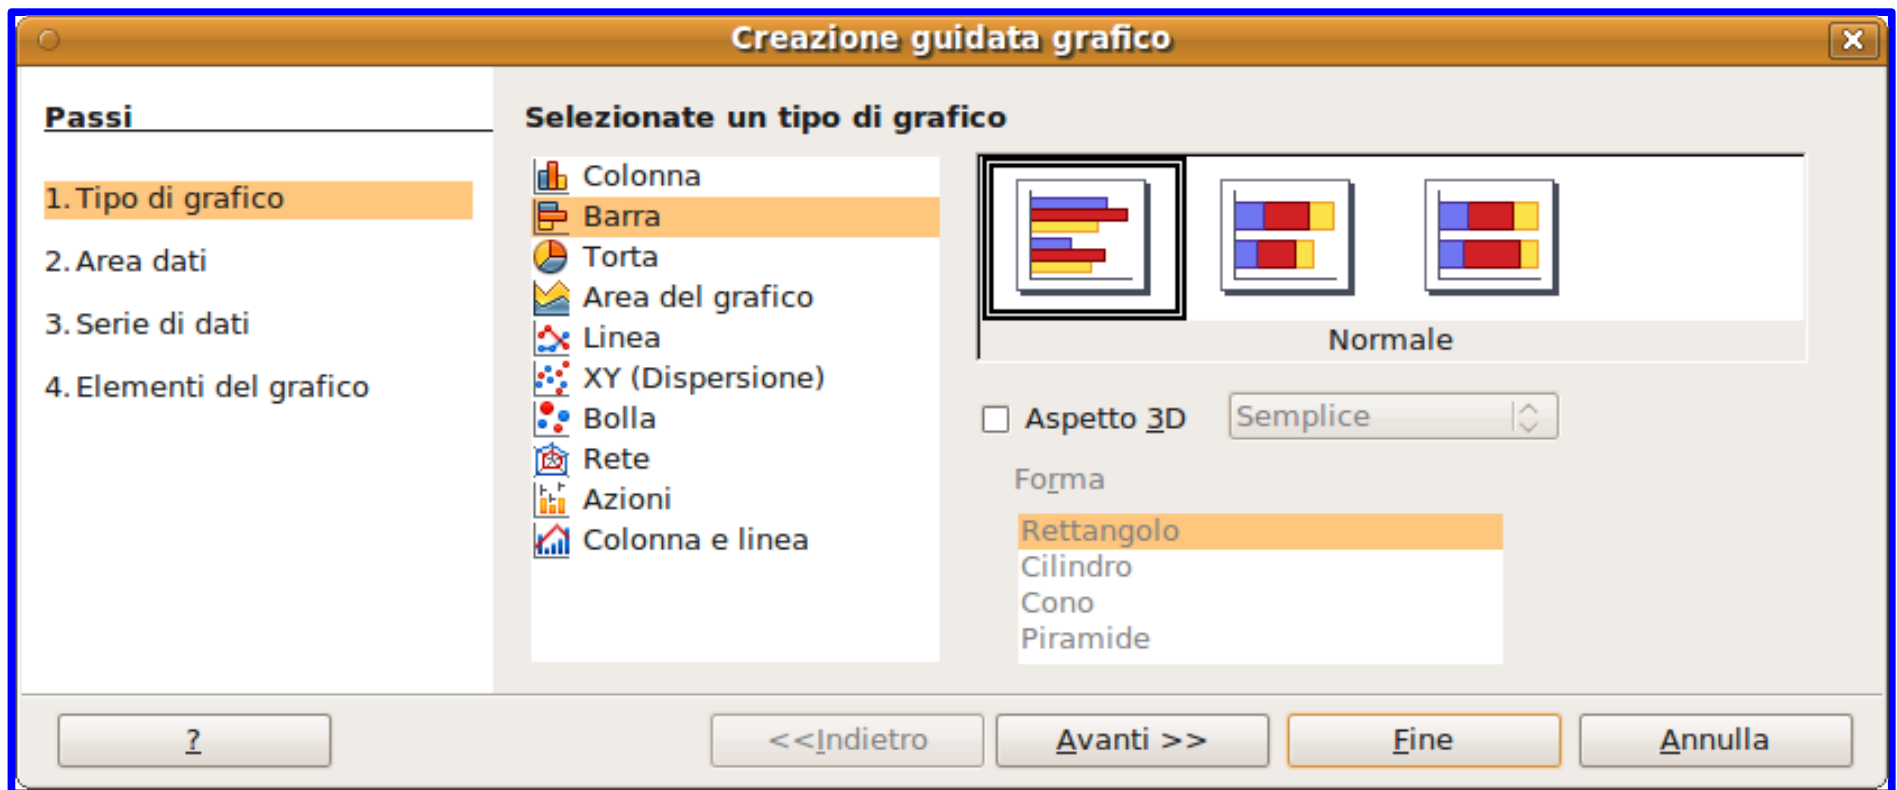 Creazione guidata grafico
Passi
1. Tipo di grafico
2. Area dati
3. Serie di dati
4. Elementi del grafico
Selezionate un tipo di grafico
Colonna
Barra
Torta
Area del grafico
Linea
XY (Dispersione)
Bolla
Rete
Azioni
Colonna e linea
Normale
Aspetto 3D
Semplice
Forma
Rettangolo
Cilindro
Cono
Piramide
?
<<Indietro
Avanti >>
Fine
Annulla